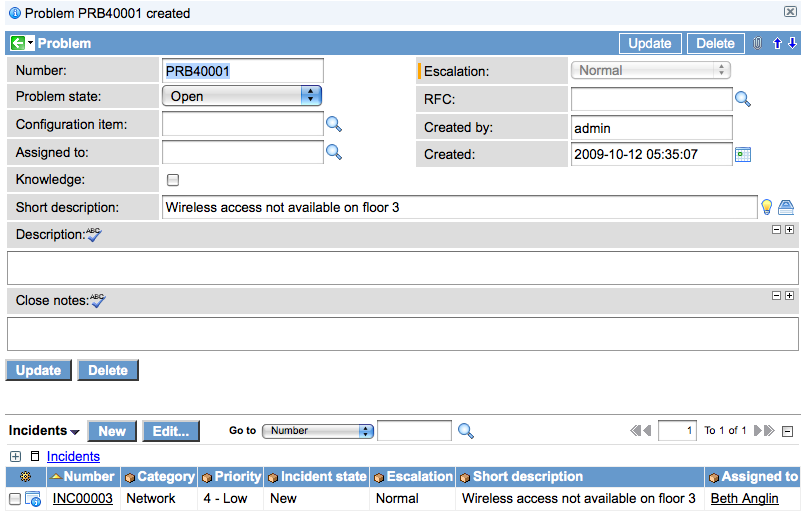 Problem PRB40001 created
Problem Update Delete
Number: PRB40001 Escalation: Normal
Problem state: Open RFC:
Configuration item: Created by: admin
Assigned to: Created: 2009-10-12 05:35:07
Knowledge:
Short description: Wireless access not available on floor 3
Description: ABC
Close notes: ABC
Update Delete
Incidents New Edit... Go to Number 1 To 1 of 1
Incidents
Number Category Priority Incident state Escalation Short description Assigned to
INC00003 Network 4 - Low New Normal Wireless access not available on floor 3 Beth Anglin